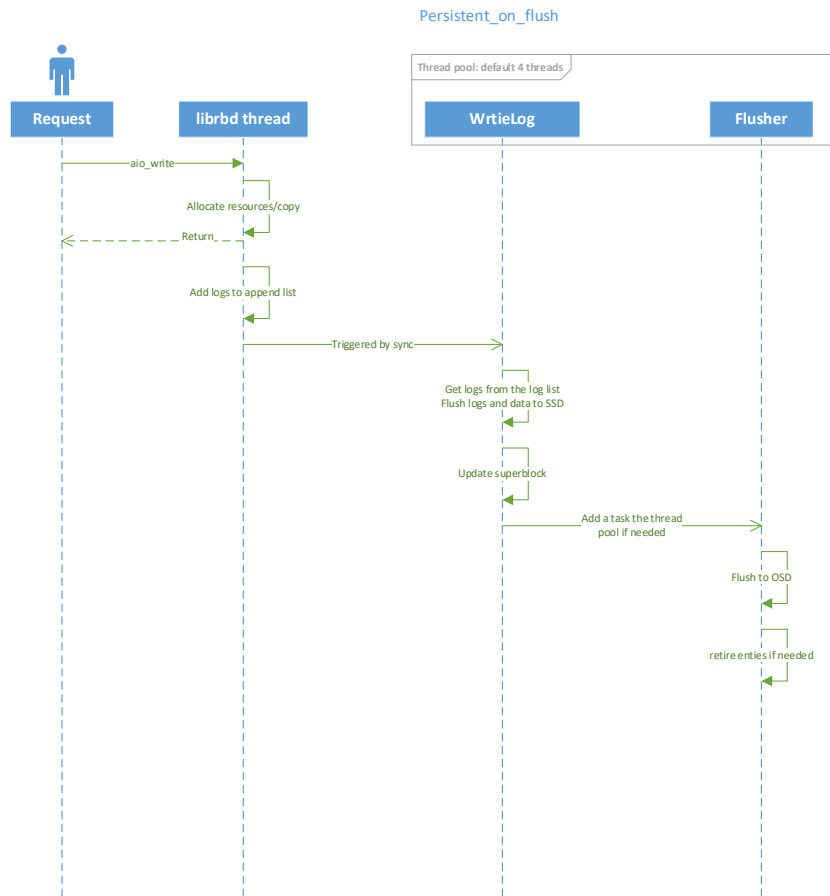 Persistent_on_flush
Thread pool: default 4 threads
Request
librbd thread
WrtieLog
Flusher
aio_write
Allocate resources/copy
Return
Add logs to append list
Triggered by sync
Get logs from the log list
Flush logs and data to SSD
Update superblock
Add a task the thread
pool if needed
Flush to OSD
retire enties if needed